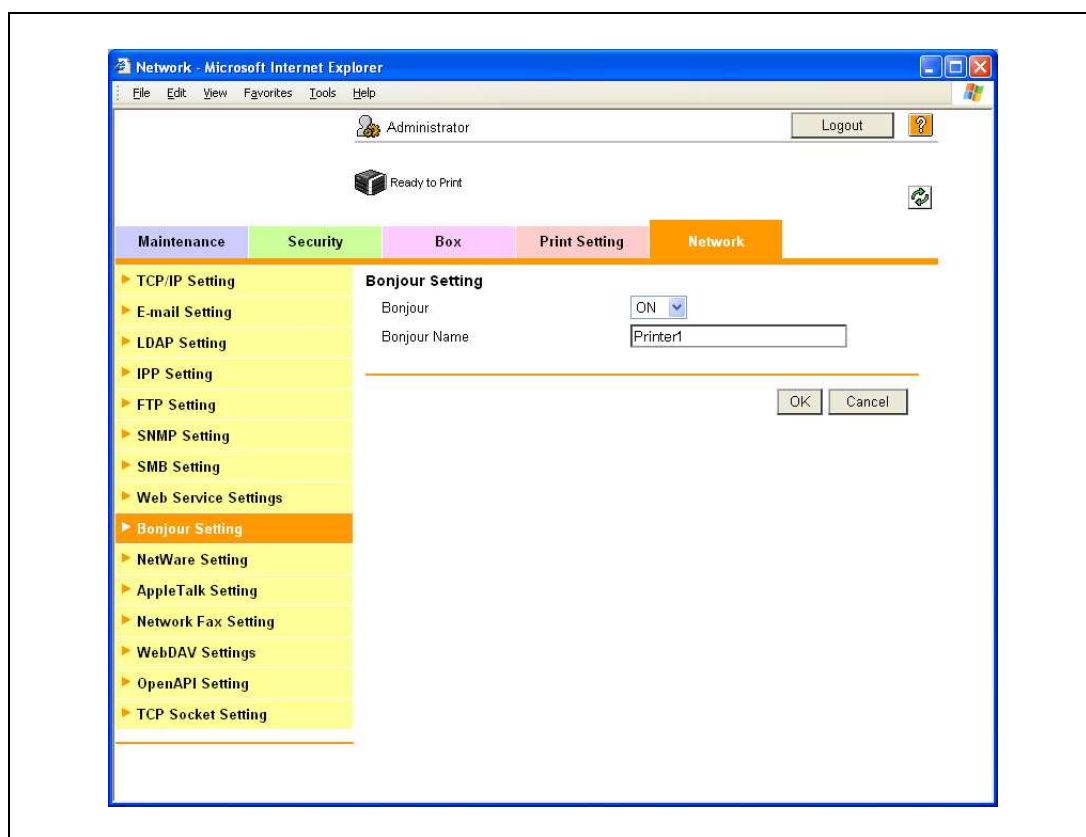 Network - Microsoft Internet Explorer
File Edit View Favorites Tools Help
Administrator
Logout
?
Ready to Print
Maintenance Security Box Print Setting Network
TCP/IP Setting
E-mail Setting
LDAP Setting
IPP Setting
FTP Setting
SNMP Setting
SMB Setting
Web Service Settings
Bonjour Setting
NetWare Setting
AppleTalk Setting
Network Fax Setting
WebDAV Settings
OpenAPI Setting
TCP Socket Setting
Bonjour Setting
Bonjour ON
Bonjour Name Printer1
OK Cancel